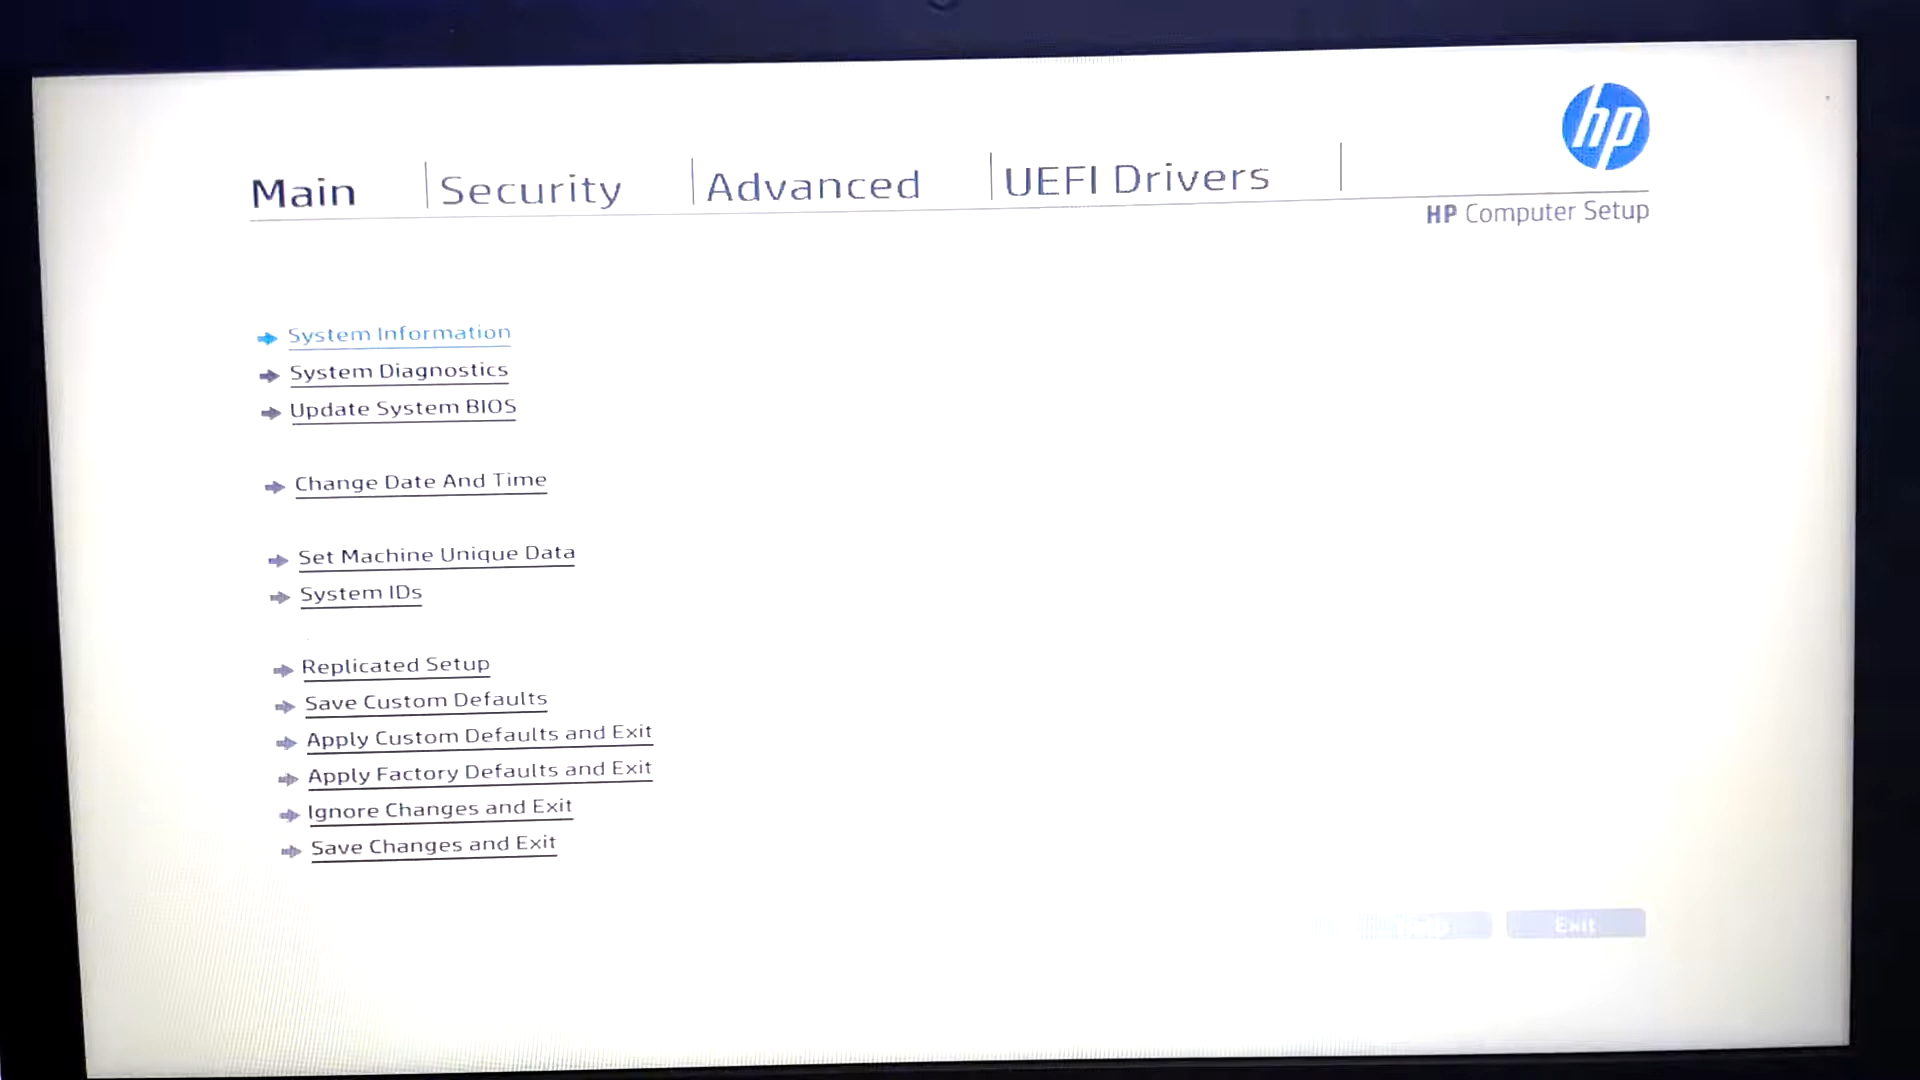 hp
Main Security Advanced UEFI Drivers
HP Computer Setup
System Information
System Diagnostics
Update System BIOS
Change Date And Time
Set Machine Unique Data
System IDs
Replicated Setup
Save Custom Defaults
Apply Custom Defaults and Exit
Apply Factory Defaults and Exit
Ignore Changes and Exit
Save Changes and Exit
Exit